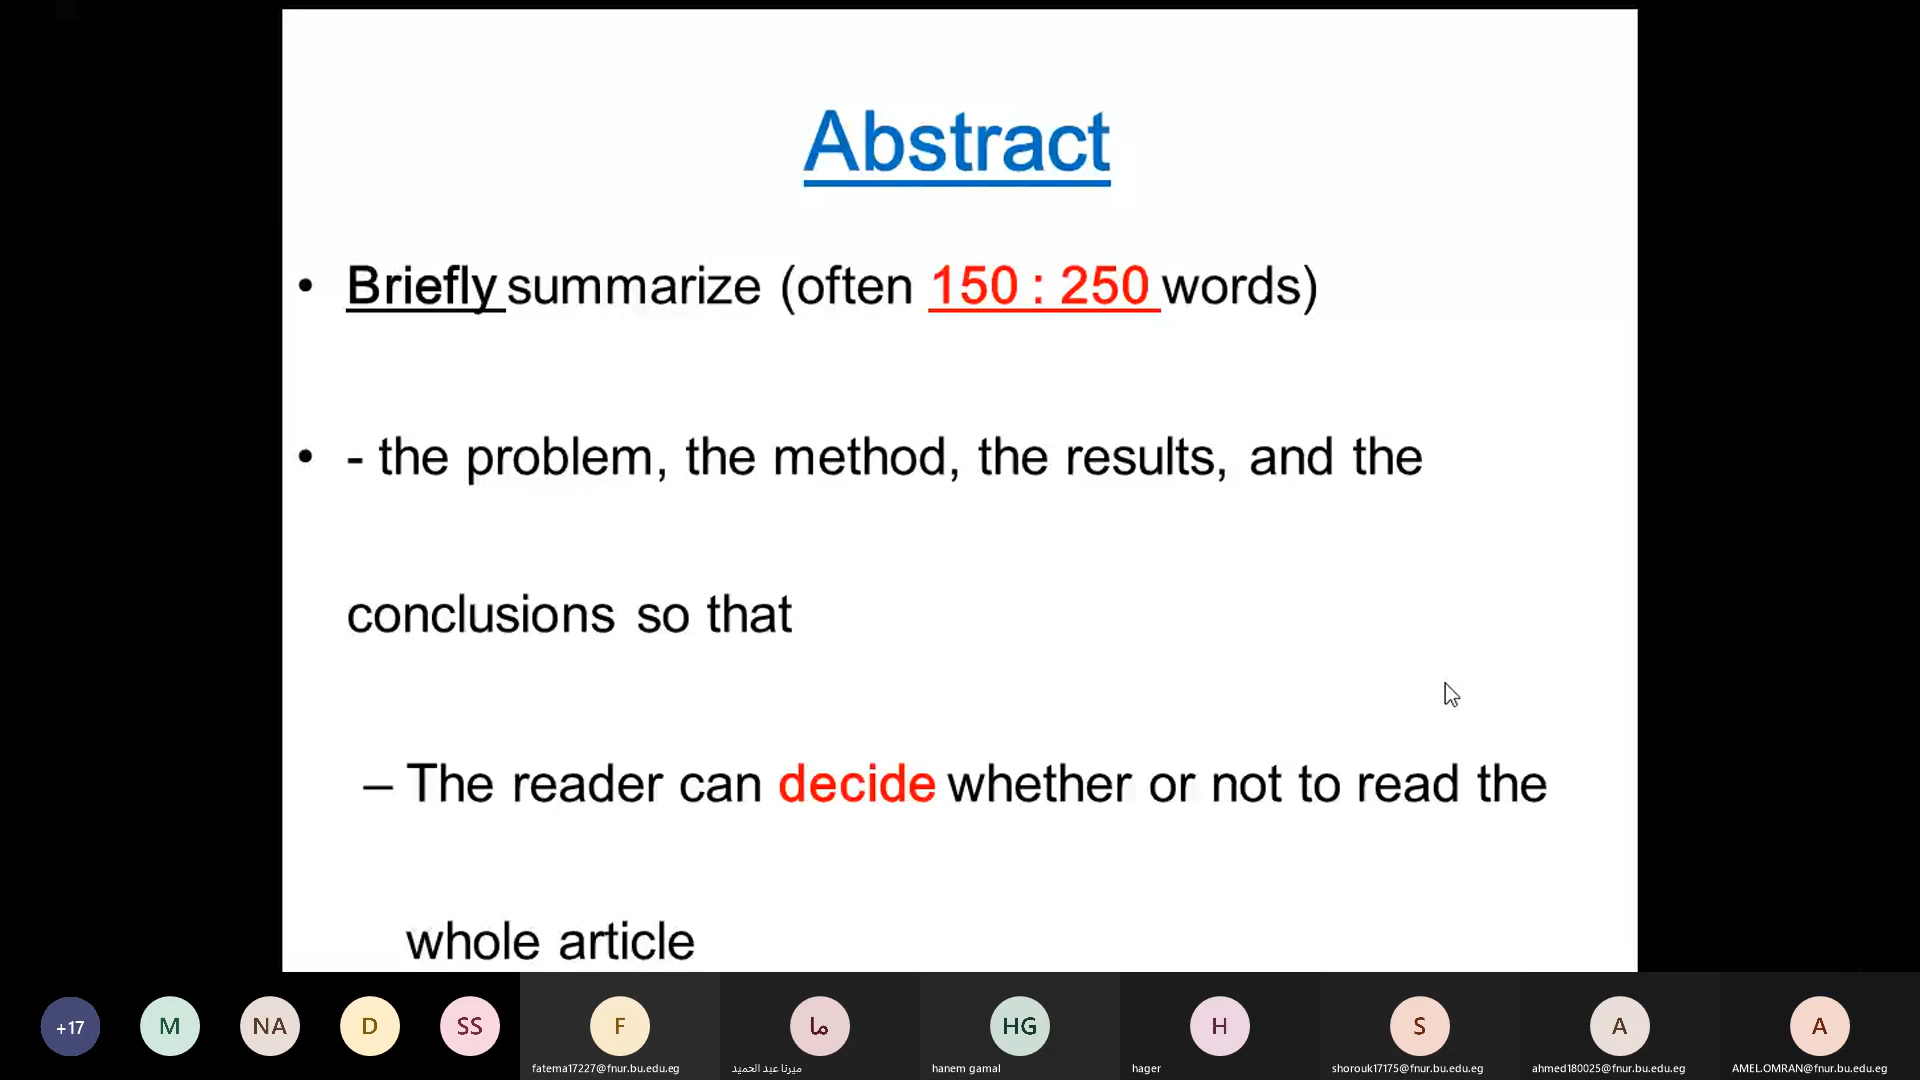 Abstract
• Briefly summarize (often 150 : 250 words)
• - the problem, the method, the results, and the
conclusions so that
– The reader can decide whether or not to read the
whole article
+17 M NA D SS F ما HG H S A A
fatema17227@fnur.bu.edu.eg ميرنا عبد الحميد hanem gamal hager shorouk17175@fnur.bu.edu.eg ahmed180025@fnur.bu.edu.eg AMEL.OMRAN@fnur.bu.edu.eg